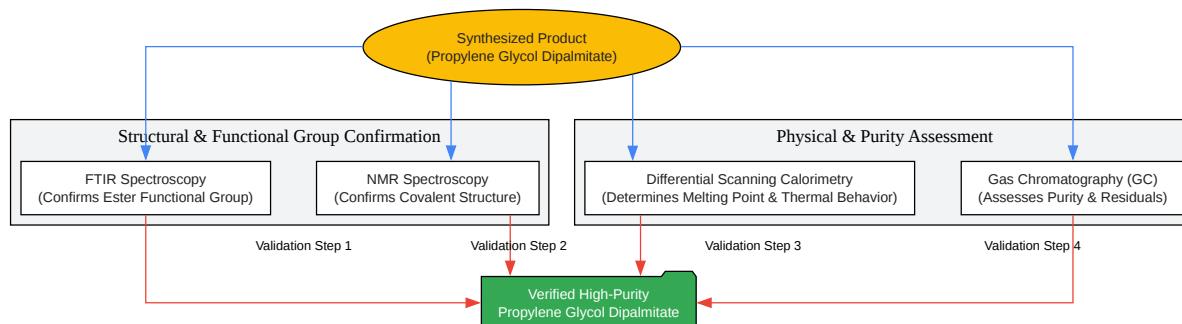 Synthesized Product
(Propylene Glycol Dipalmitate)
Structural & Functional Group Confirmation
Physical & Purity Assessment
FTIR Spectroscopy
(Confirms Ester Functional Group)
NMR Spectroscopy
(Confirms Covalent Structure)
Differential Scanning Calorimetry
(Determines Melting Point & Thermal Behavior)
Gas Chromatography (GC)
(Assesses Purity & Residuals)
Validation Step 1
Validation Step 2
Validation Step 3
Validation Step 4
Verified High-Purity
Propylene Glycol Dipalmitate